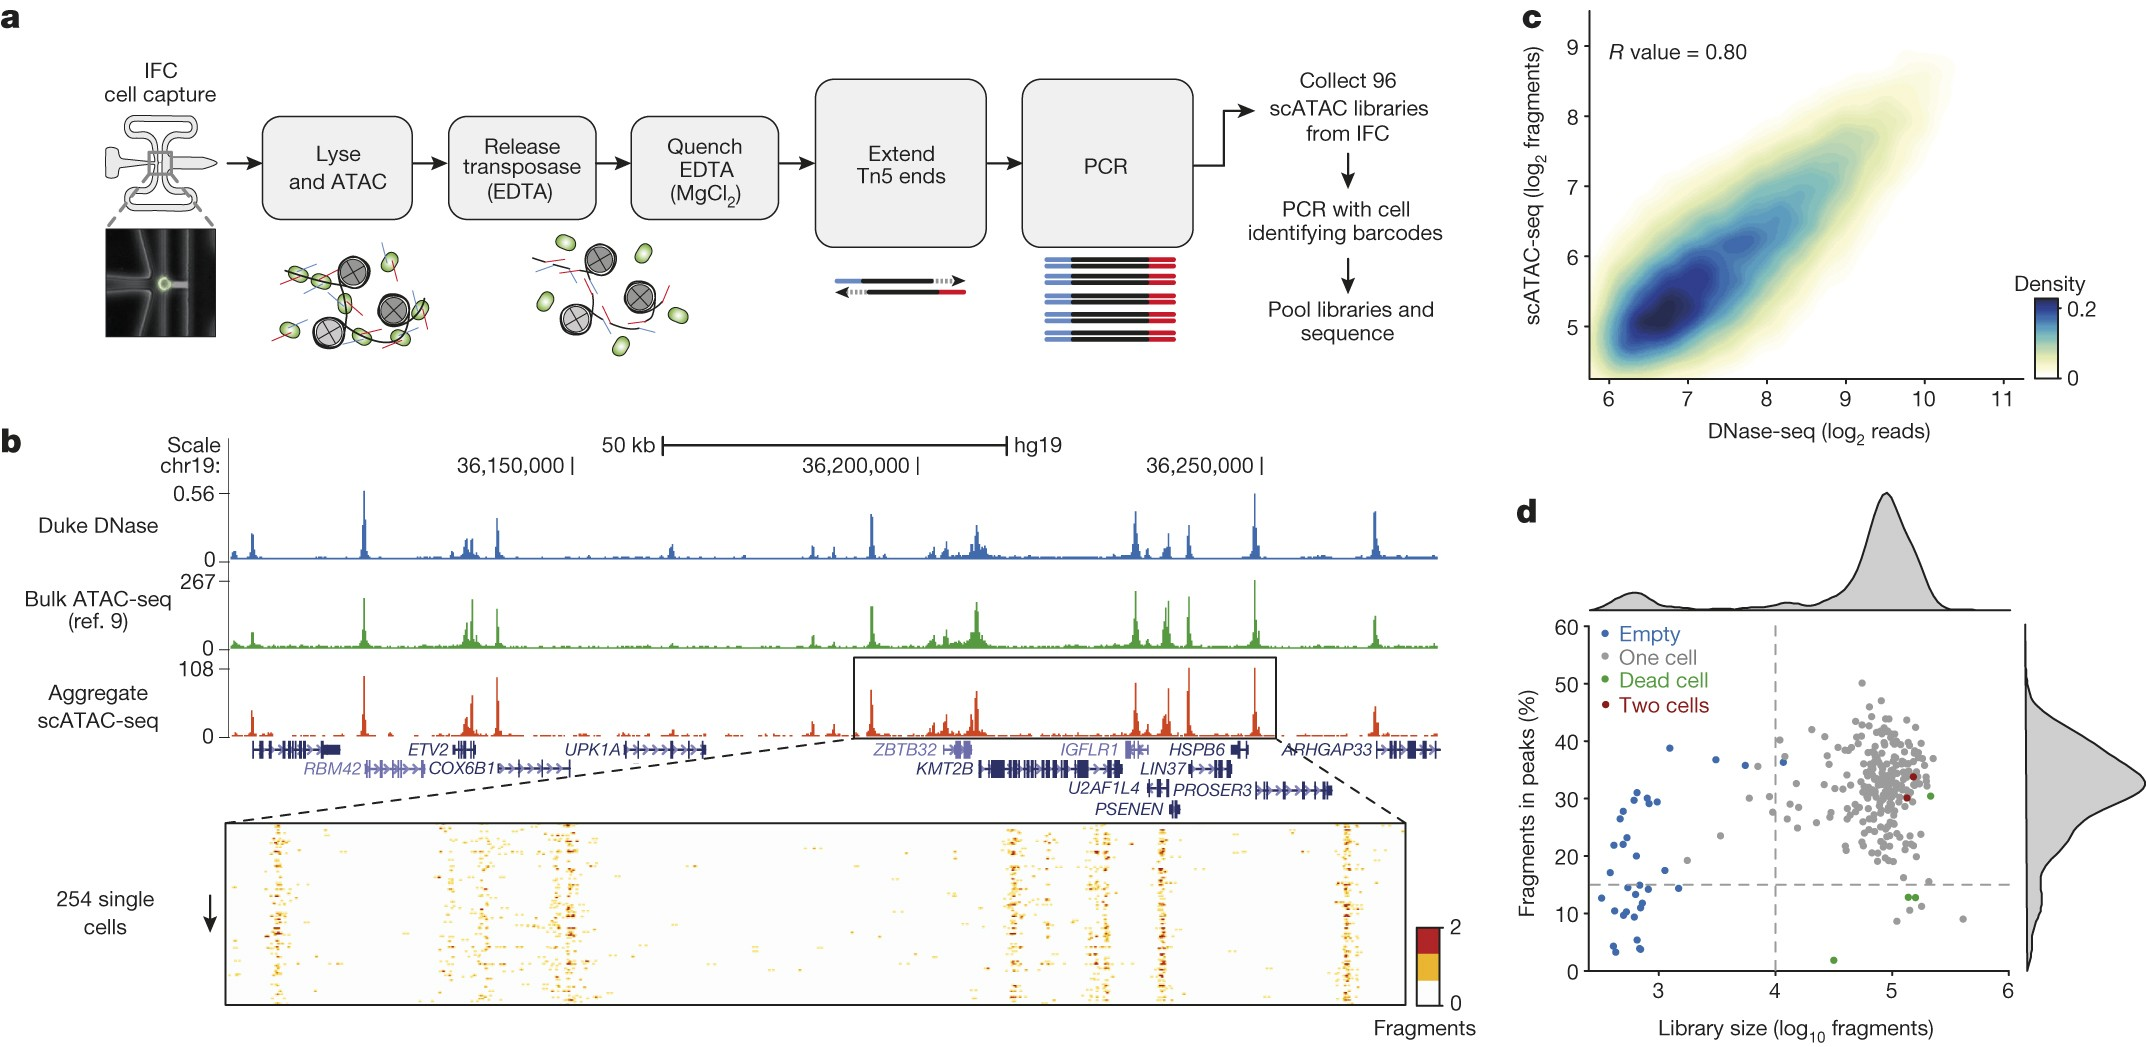 a
IFC
cell capture
Lyse
and ATAC
Release
transposase
(EDTA)
Quench
EDTA
(MgCl2)
Extend
Tn5 ends
PCR
Collect 96
scATAC libraries
from IFC
PCR with cell
identifying barcodes
Pool libraries and
sequence
b
Scale
50 kb
hg19
chr19:
36,150,000
36,200,000
36,250,000
0.56
Duke DNase
0
267
Bulk ATAC-seq
(ref. 9)
0
108
Aggregate
scATAC-seq
0
ETV2
UPK1A
ZBTB32
IGFLR1
HSPB6
ARHGAP33
RBM42
COX6B1
KMT2B
LIN37
U2AF1L4
PROSER3
PSENEN
254 single
cells
2
0
Fragments
c
R value = 0.80
scATAC-seq (log2 fragments)
9
8
7
6
5
6 7 8 9 10 11
DNase-seq (log2 reads)
Density
0.2
0
d
Fragments in peaks (%)
60
50
40
30
20
10
0
Empty
One cell
Dead cell
Two cells
3 4 5 6
Library size (log10 fragments)